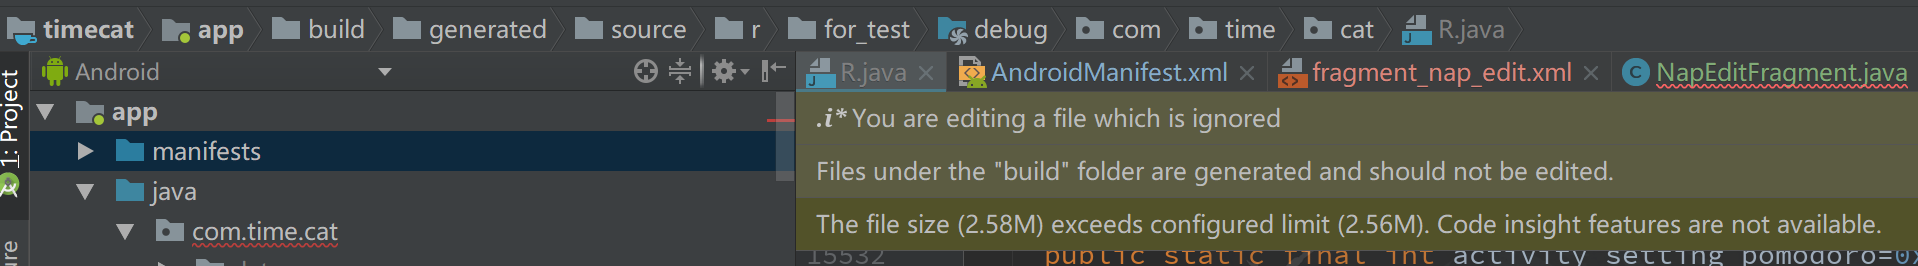 timecat app build generated source r for_test debug com time cat R.java
1: Project
Android
R.java AndroidManifest.xml fragment_nap_edit.xml NapEditFragment.java
app
.i* You are editing a file which is ignored
manifests
Files under the "build" folder are generated and should not be edited.
java
The file size (2.58M) exceeds configured limit (2.56M). Code insight features are not available.
com.time.cat
15532 public static final int activity_setting_pomodoro=0x